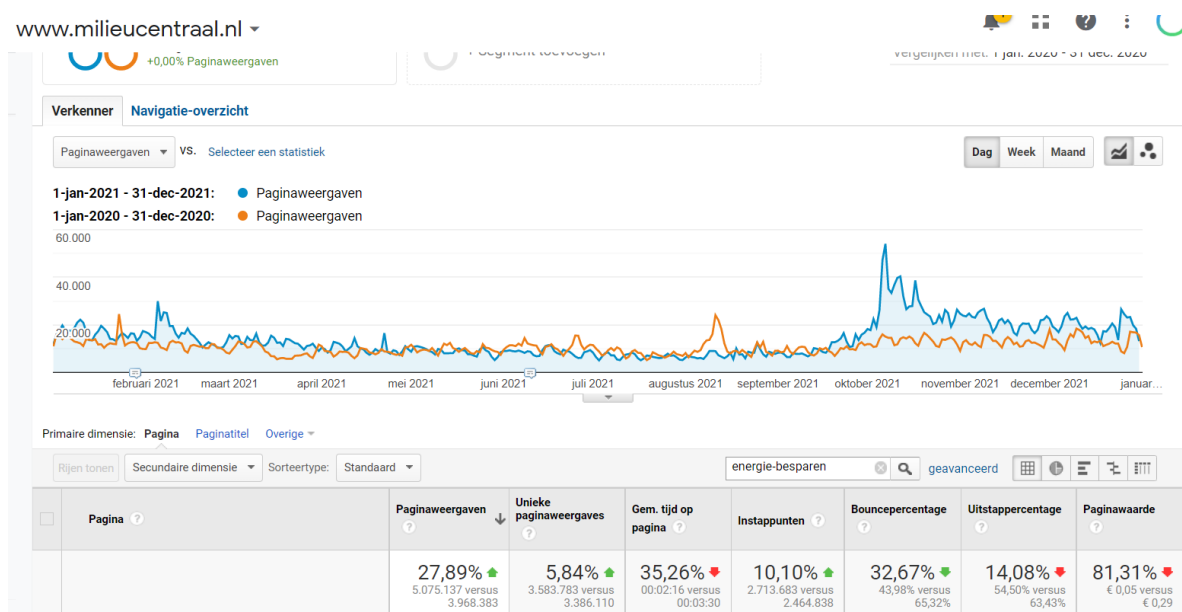 www.milieucentraal.nl
+0,00% Paginaweergaven
+ Segment toevoegen
Vergelijken met: 1 jan. 2020 - 31 dec. 2020
Verkenner Navigatie-overzicht
Paginaweergaven VS. Selecteer een statistiek
Dag Week Maand
1-jan-2021 - 31-dec-2021: Paginaweergaven
1-jan-2020 - 31-dec-2020: Paginaweergaven
60.000
40.000
20.000
februari 2021 maart 2021 april 2021 mei 2021 juni 2021 juli 2021 augustus 2021 september 2021 oktober 2021 november 2021 december 2021 januar...
Primaire dimensie: Pagina Paginatitel Overige
Rijen tonen Secundaire dimensie Sorteertype: Standaard energie-besparen geavanceerd
Pagina ? Paginaweergaven ? Unieke paginaweergaves ? Gem. tijd op pagina ? Instappunten ? Bouncepercentage ? Uitstappercentage ? Paginawaarde ?
27,89% 5,84% 35,26% 10,10% 32,67% 14,08% 81,31%
5.075.137 versus 3.583.783 versus 00:02:16 versus 2.713.683 versus 43,98% versus 54,50% versus € 0,05 versus
3.968.383 3.386.110 00:03:30 2.464.838 65,32% 63,43% € 0,29